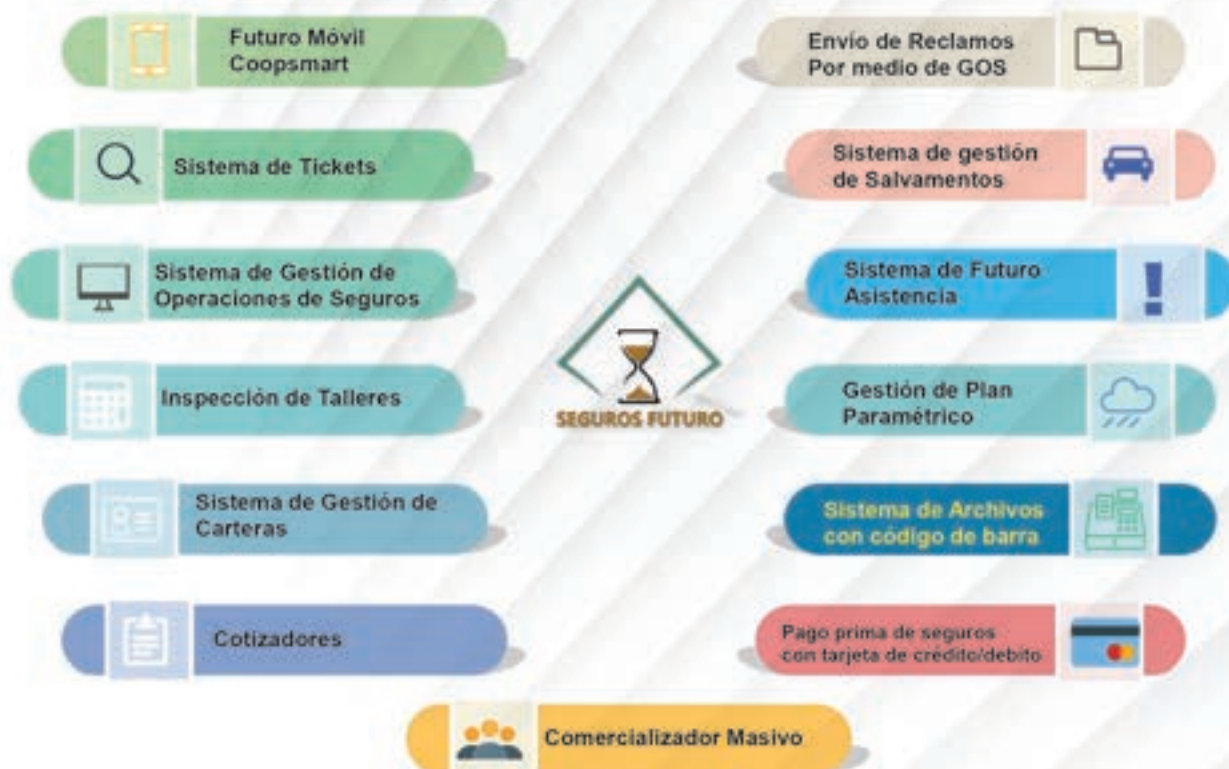 Futuro Móvil
Coopsmart
Sistema de Tickets
Sistema de Gestión de
Operaciones de Seguros
Inspección de Talleres
Sistema de Gestión de
Carteras
Cotizadores
SEGUROS FUTURO
Envío de Reclamos
Por medio de GOS
Sistema de gestión
de Salvamentos
Sistema de Futuro
Asistencia
Gestión de Plan
Paramétrico
Sistema de Archivos
con código de barra
Pago prima de seguros
con tarjeta de crédito/debito
Comercializador Masivo